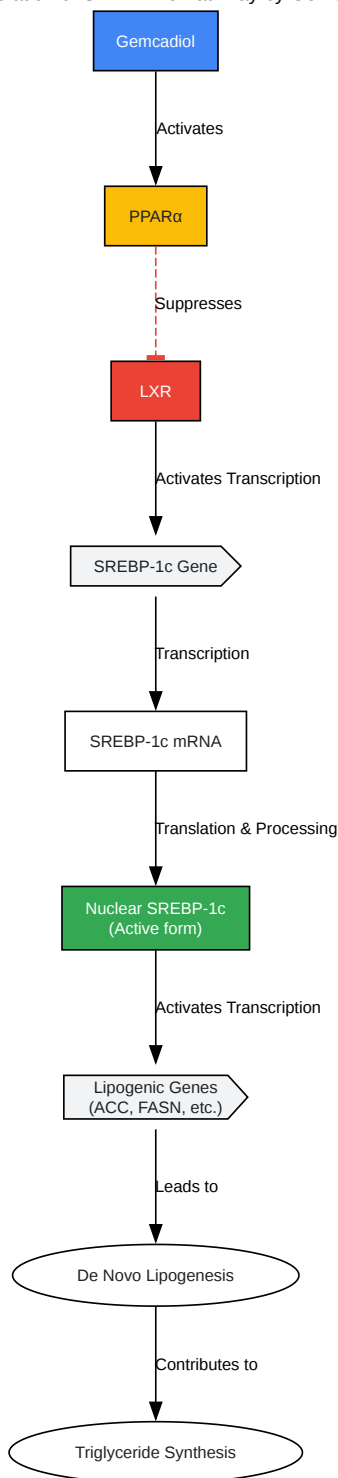 Gemcadiol
Activates
PPARα
Suppresses
LXR
Activates Transcription
SREBP-1c Gene
Transcription
SREBP-1c mRNA
Translation & Processing
Nuclear SREBP-1c
(Active form)
Activates Transcription
Lipogenic Genes
(ACC, FASN, etc.)
Leads to
De Novo Lipogenesis
Contributes to
Triglyceride Synthesis